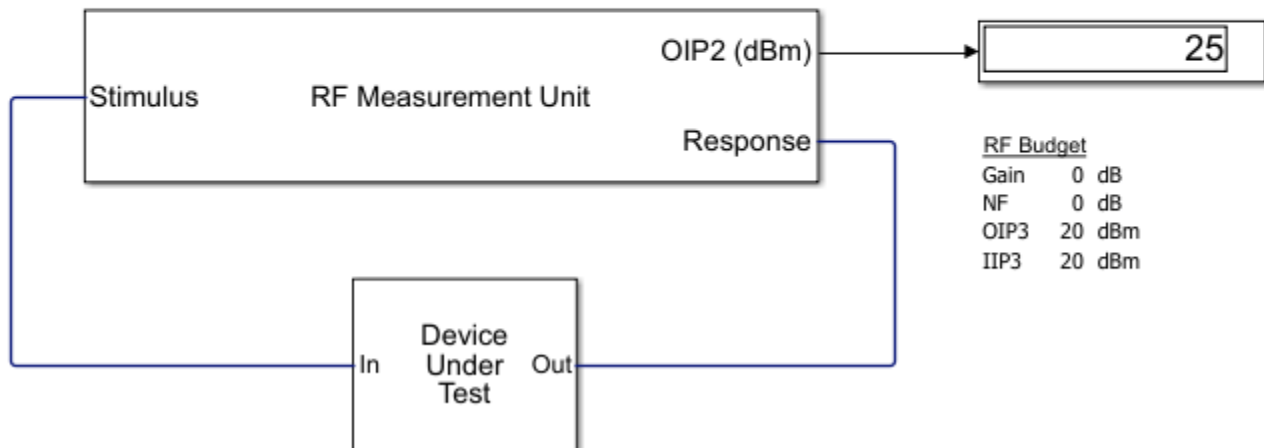 OIP2 (dBm)
25
Stimulus
RF Measurement Unit
Response
RF Budget
Gain 0 dB
NF 0 dB
OIP3 20 dBm
IIP3 20 dBm
Device
Under
Test
In
Out